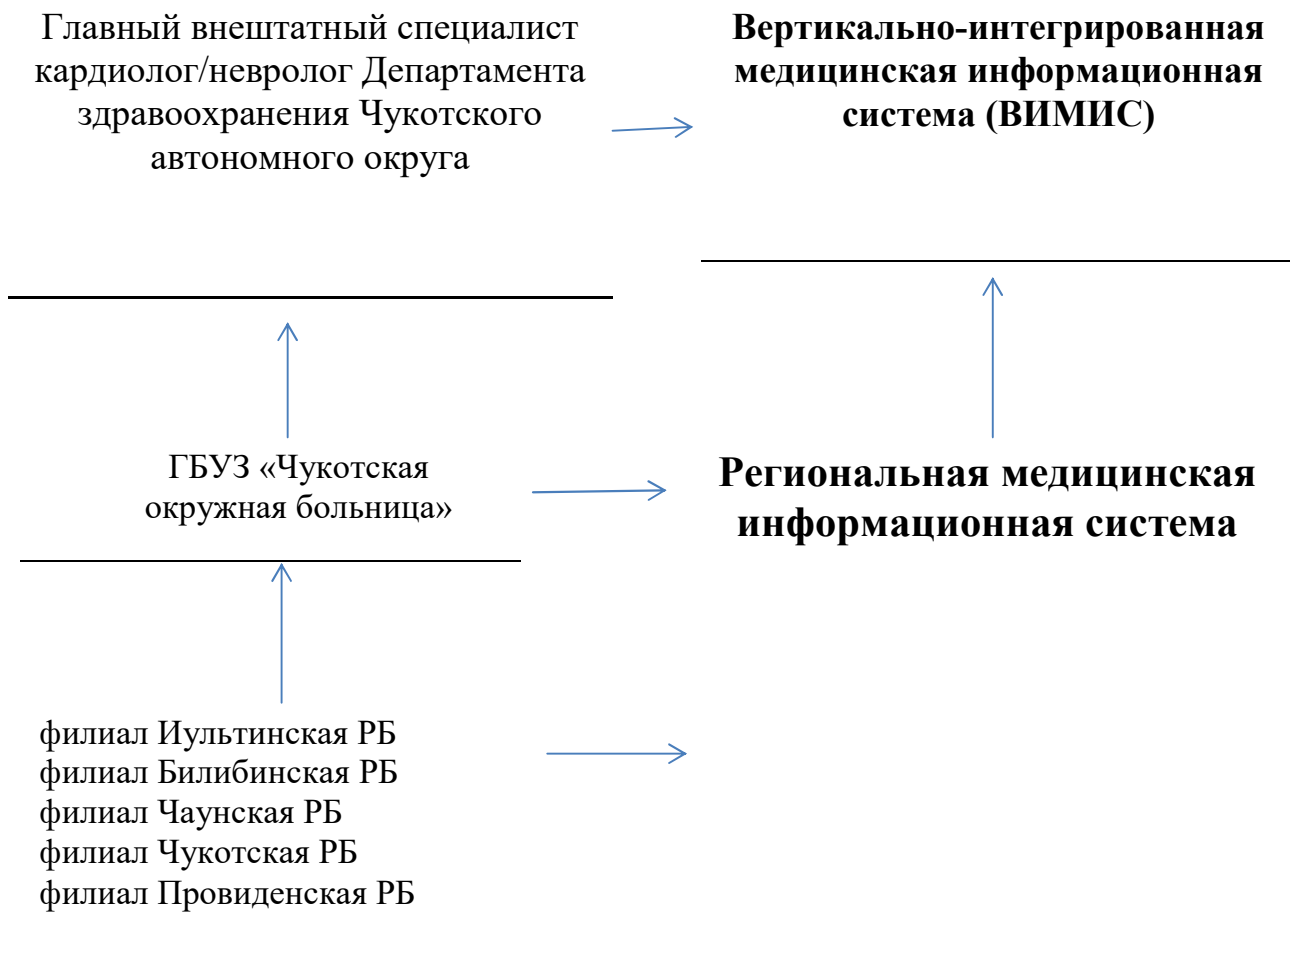 Главный внештатный специалист
кардиолог/невролог Департамента
здравоохранения Чукотского
автономного округа
Вертикально-интегрированная
медицинская информационная
система (ВИМИС)
ГБУЗ «Чукотская
окружная больница»
Региональная медицинская
информационная система
филиал Иультинская РБ
филиал Билибинская РБ
филиал Чаунская РБ
филиал Чукотская РБ
филиал Провиденская РБ